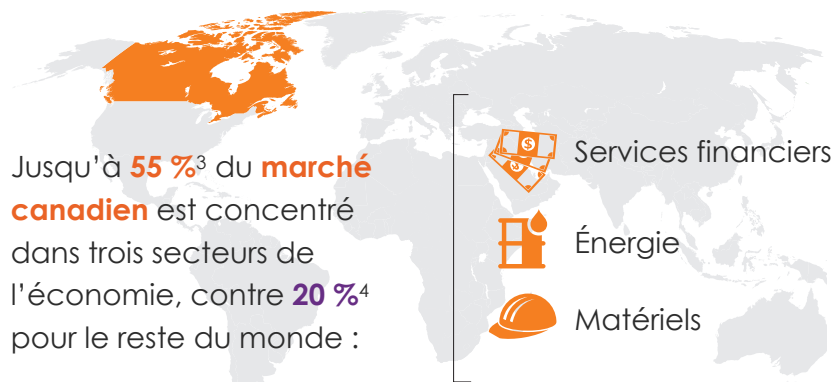 Jusqu'à 55 %³ du marché
canadien est concentré
dans trois secteurs de
l'économie, contre 20 %⁴
pour le reste du monde :
Services financiers
Énergie
Matériels